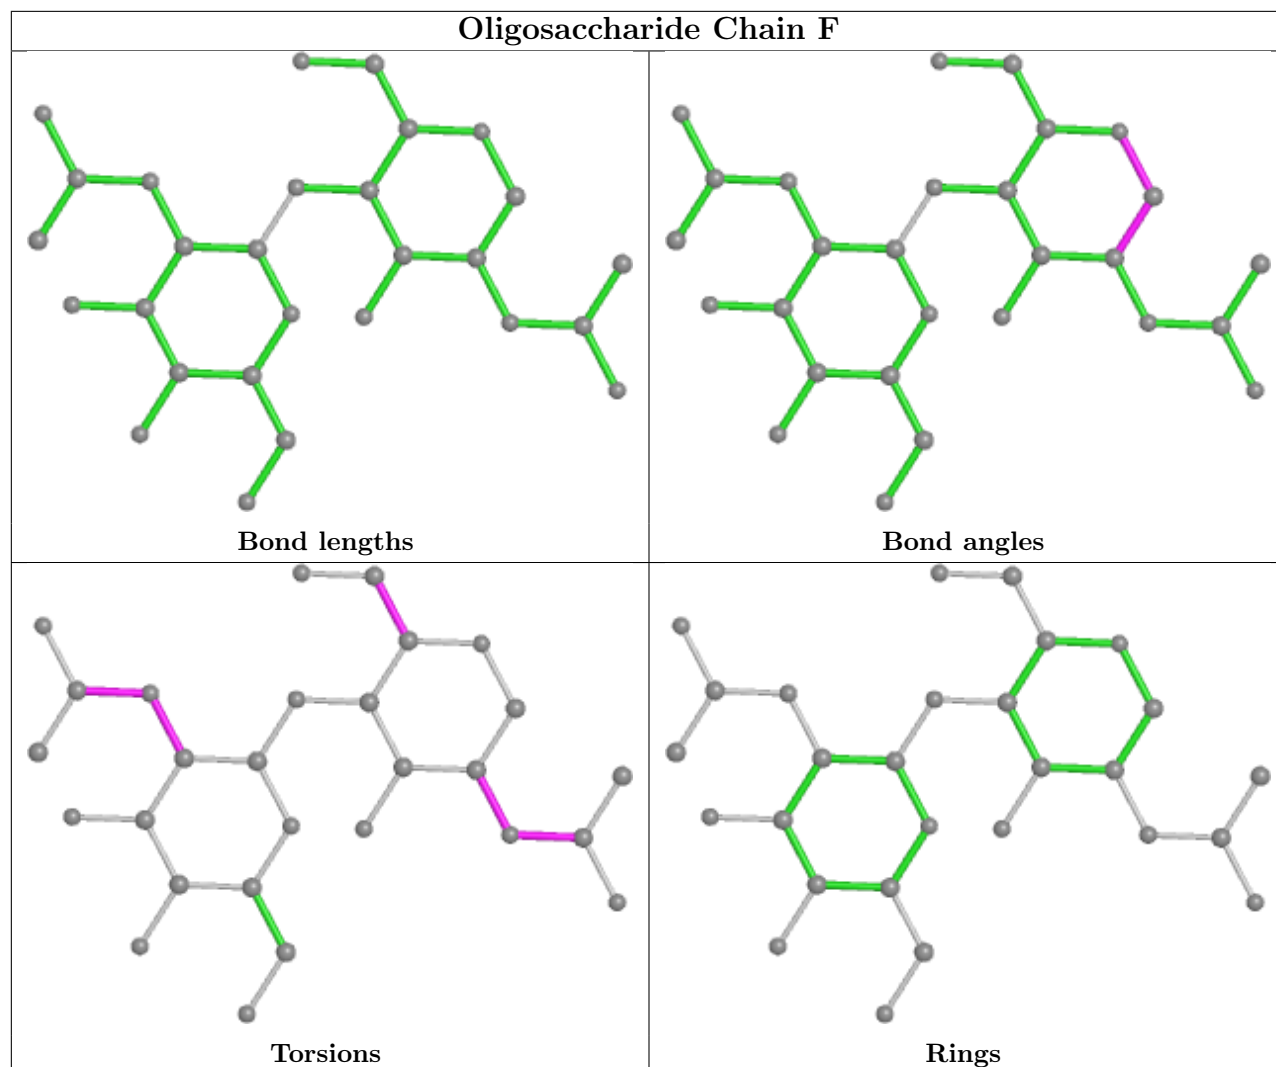 Oligosaccharide Chain F
Bond lengths
Bond angles
Torsions
Rings